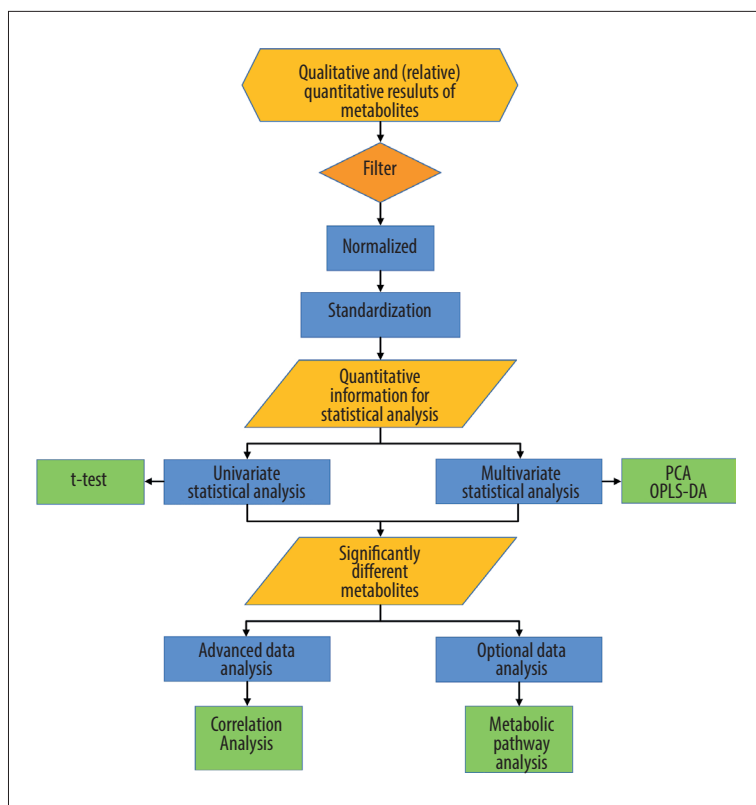 Qualitative and (relative)
quantitative resuluts of
metabolites
Filter
Normalized
Standardization
Quantitative
information for
statistical analysis
t-test
Univariate
statistical analysis
Multivariate
statistical analysis
PCA
OPLS-DA
Significantly
different
metabolites
Advanced data
analysis
Optional data
analysis
Correlation
Analysis
Metabolic
pathway
analysis